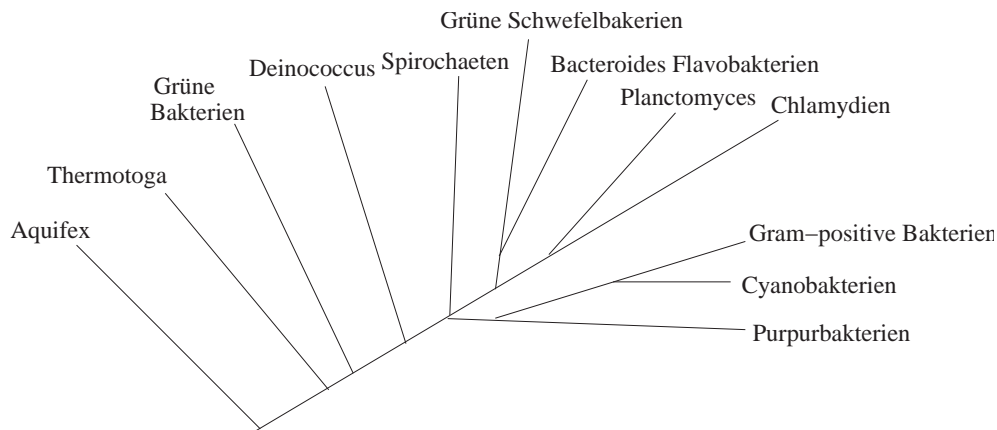 Grüne Schwefelbakerien
Spirochaeten
Bacteroides Flavobakterien
Deinococcus
Grüne
Bakterien
Planctomyces
Chlamydien
Thermotoga
Aquifex
Gram−positive Bakterien
Cyanobakterien
Purpurbakterien